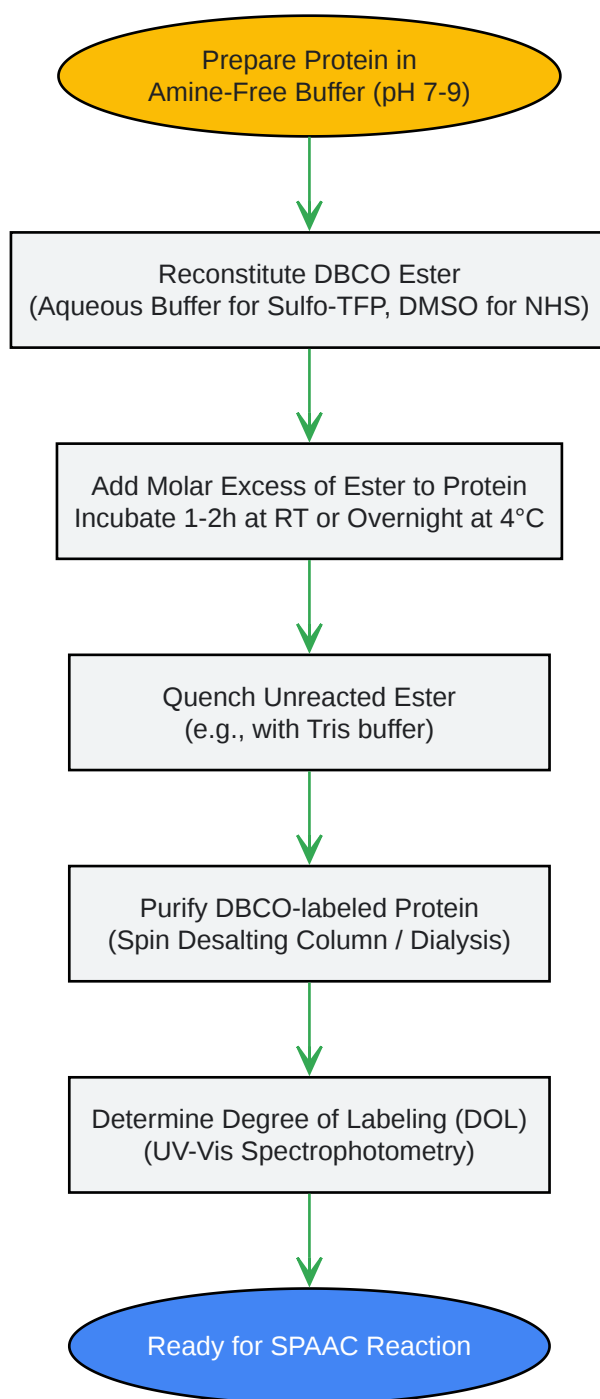 Prepare Protein in
Amine-Free Buffer (pH 7-9)
Reconstitute DBCO Ester
(Aqueous Buffer for Sulfo-TFP, DMSO for NHS)
Add Molar Excess of Ester to Protein
Incubate 1-2h at RT or Overnight at 4°C
Quench Unreacted Ester
(e.g., with Tris buffer)
Purify DBCO-labeled Protein
(Spin Desalting Column / Dialysis)
Determine Degree of Labeling (DOL)
(UV-Vis Spectrophotometry)
Ready for SPAAC Reaction